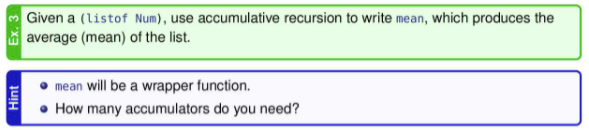 Ex. 3
Given a (listof Num), use accumulative recursion to write mean, which produces the
average (mean) of the list.
Hint
• mean will be a wrapper function.
• How many accumulators do you need?